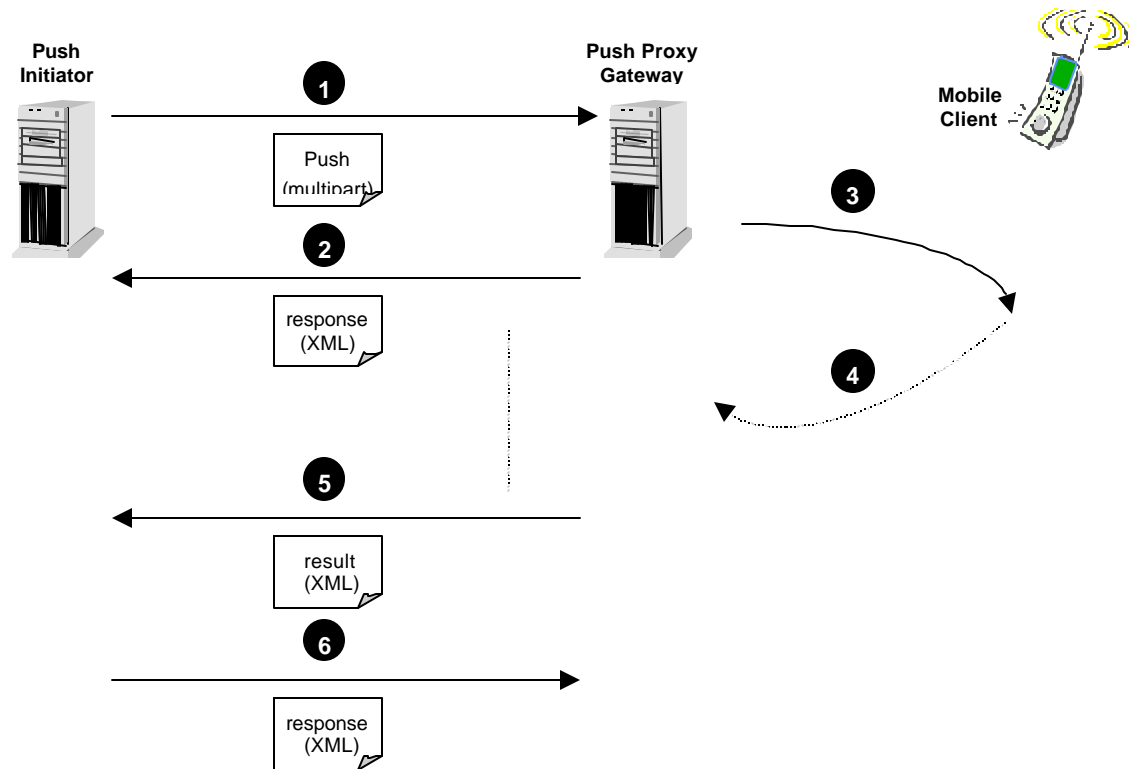 Push
Initiator
Push Proxy
Gateway
Mobile
Client
1
Push
(multipart)
2
response
(XML)
3
4
5
result
(XML)
6
response
(XML)